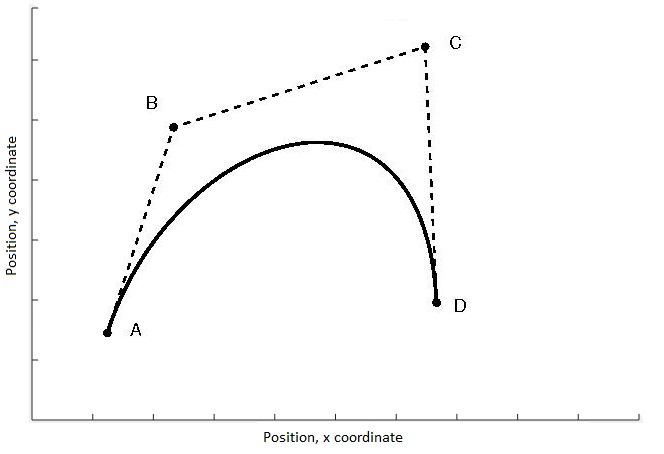 C
B
A
D
Position, y coordinate
Position, x coordinate